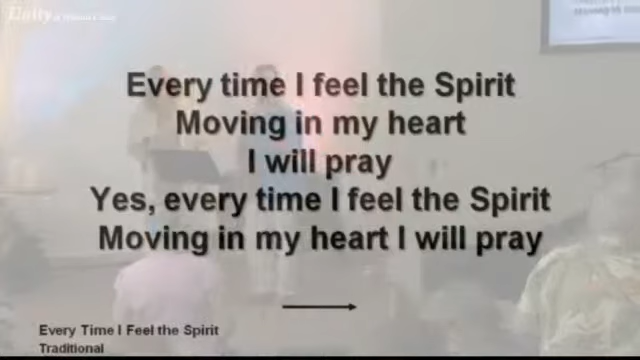 Unity
Every time I feel the Spirit
Moving in my heart
I will pray
Yes, every time I feel the Spirit
Moving in my heart I will pray
Every Time I Feel the Spirit
Traditional